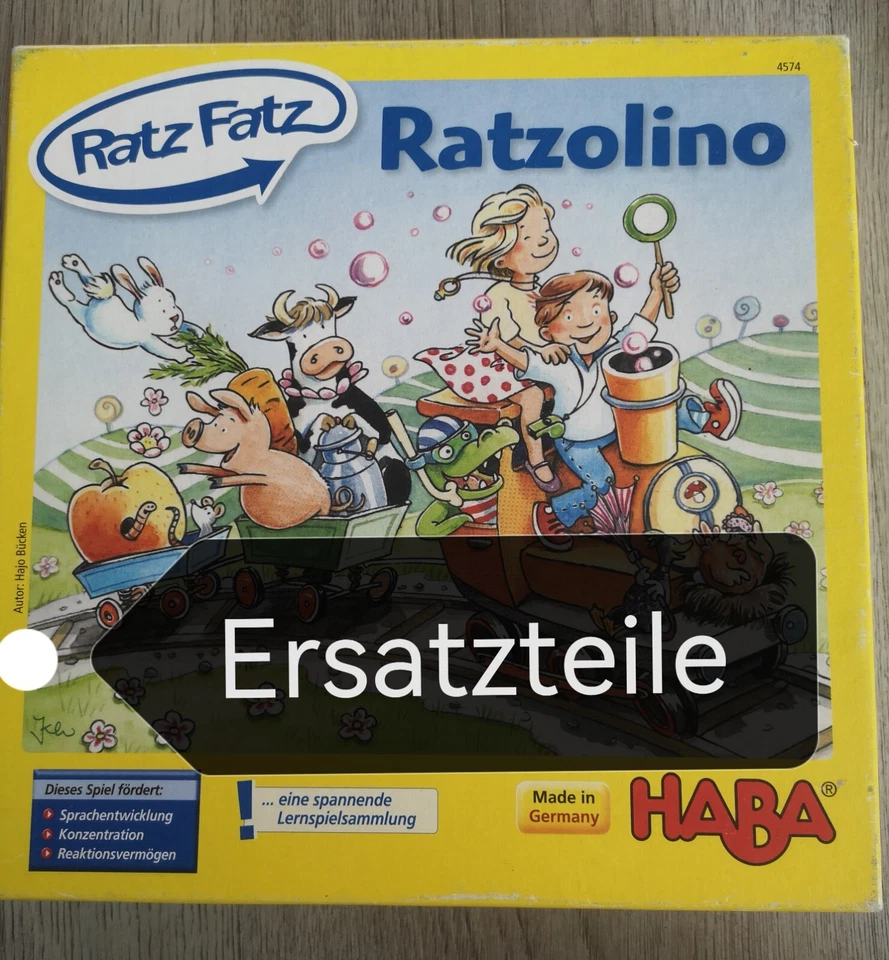 4574
Ratz Fatz
Ratzolino
Autor: Hajo Bücken
Ersatzteile
Dieses Spiel fördert:
Sprachentwicklung
Konzentration
Reaktionsvermögen
! ... eine spannende
Lernspielsammlung
Made in
Germany
HABA®